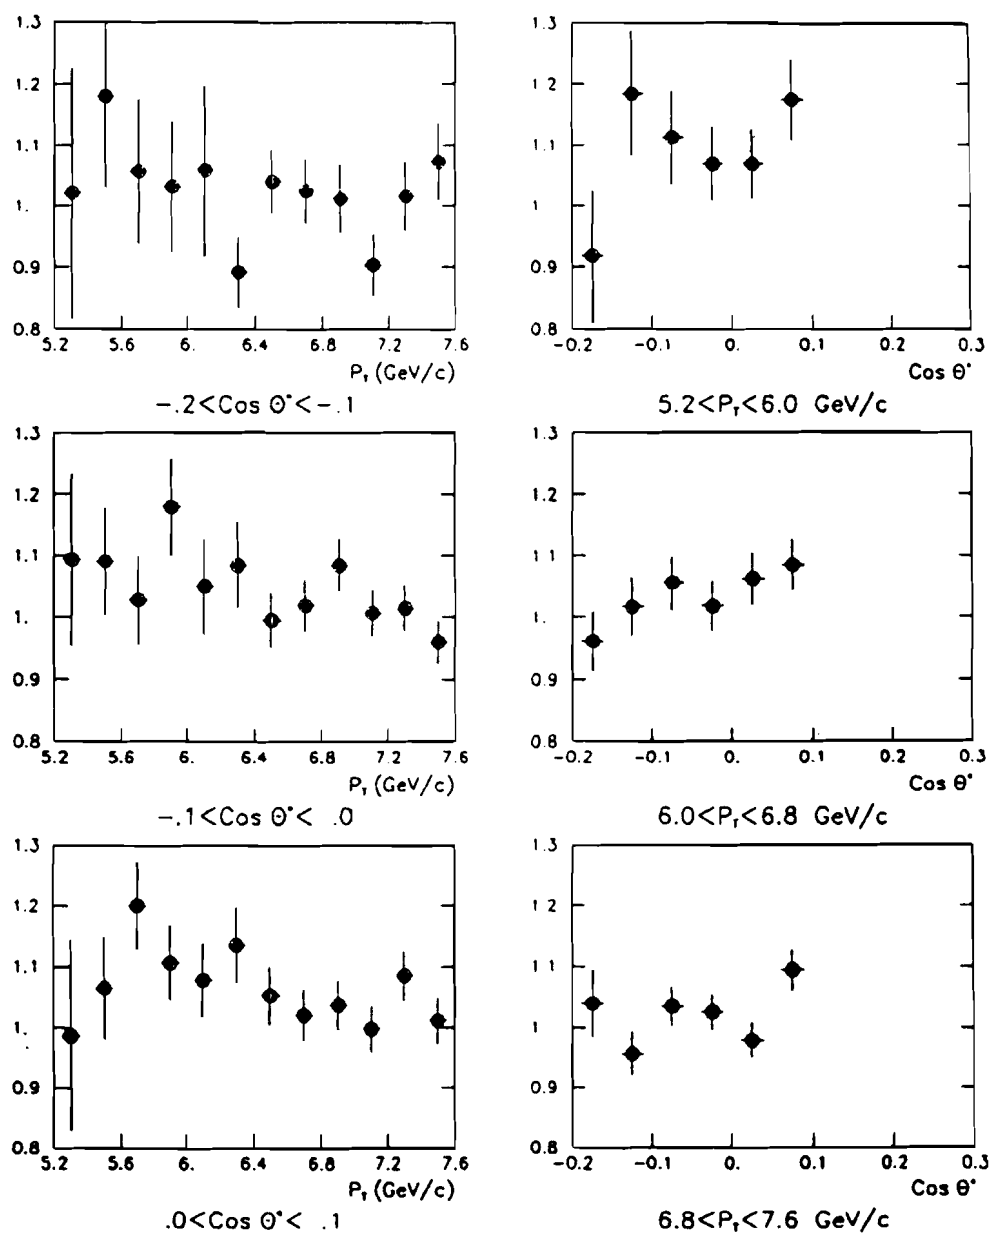 1.3
1.2
1.1
1.
0.9
0.8
5.2 5.6 6. 6.4 6.8 7.2 7.6
P_T (GeV/c)
-.2<Cos Θ*<-.1
1.3
1.2
1.1
1.
0.9
0.8
-0.2 -0.1 0. 0.1 0.2 0.3
Cos Θ*
5.2<P_T<6.0 GeV/c
1.3
1.2
1.1
1.
0.9
0.8
5.2 5.6 6. 6.4 6.8 7.2 7.6
P_T (GeV/c)
-.1<Cos Θ*< .0
1.3
1.2
1.1
1.
0.9
0.8
-0.2 -0.1 0. 0.1 0.2 0.3
Cos Θ*
6.0<P_T<6.8 GeV/c
1.3
1.2
1.1
1.
0.9
0.8
5.2 5.6 6. 6.4 6.8 7.2 7.6
P_T (GeV/c)
.0<Cos Θ*< .1
1.3
1.2
1.1
1
0.9
0.8
-0.2 -0.1 0. 0.1 0.2 0.3
Cos Θ*
6.8<P_T<7.6 GeV/c